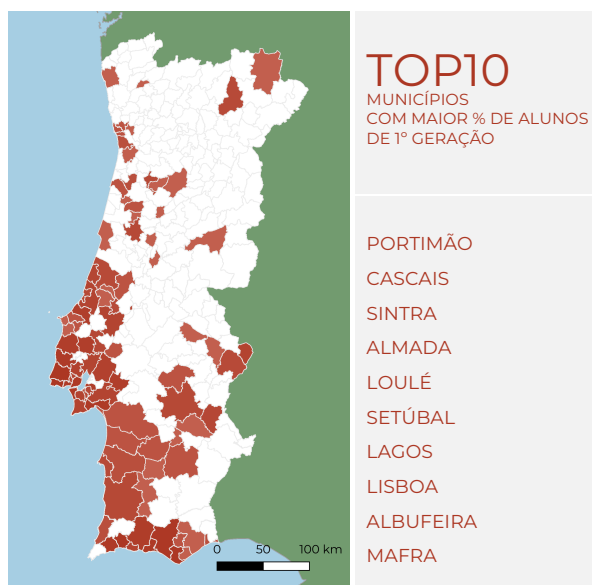 TOP10
MUNICÍPIOS
COM MAIOR % DE ALUNOS
DE 1º GERAÇÃO
PORTIMÃO
CASCAIS
SINTRA
ALMADA
LOULÉ
SETÚBAL
LAGOS
LISBOA
ALBUFEIRA
MAFRA
0 50 100 km